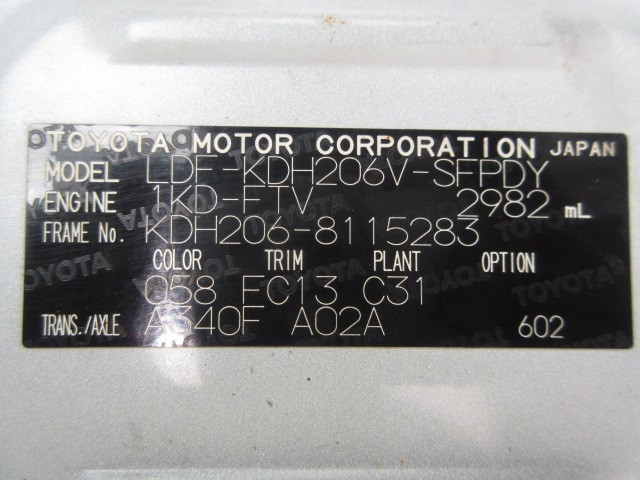 TOYOTA MOTOR CORPORATION JAPAN
MODEL LDF-KDH206V-SFPDY
ENGINE 1KD-FTV 2982 mL
FRAME No. KDH206-8115283
COLOR TRIM PLANT OPTION
058 FC13 C31
TRANS./AXLE A340F A02A 602